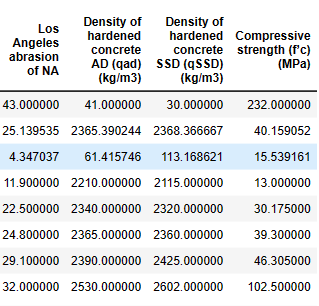 Los Angeles abrasion of NA	Density of hardened concrete AD (qad) (kg/m3)	Density of hardened concrete SSD (qSSD) (kg/m3)	Compressive strength (f'c) (MPa)
43.000000	41.000000	30.000000	232.000000
25.139535	2365.390244	2368.366667	40.159052
4.347037	61.415746	113.168621	15.539161
11.900000	2210.000000	2115.000000	13.000000
22.500000	2340.000000	2320.000000	30.175000
24.800000	2365.000000	2360.000000	39.300000
29.100000	2390.000000	2425.000000	46.305000
32.000000	2530.000000	2602.000000	102.500000